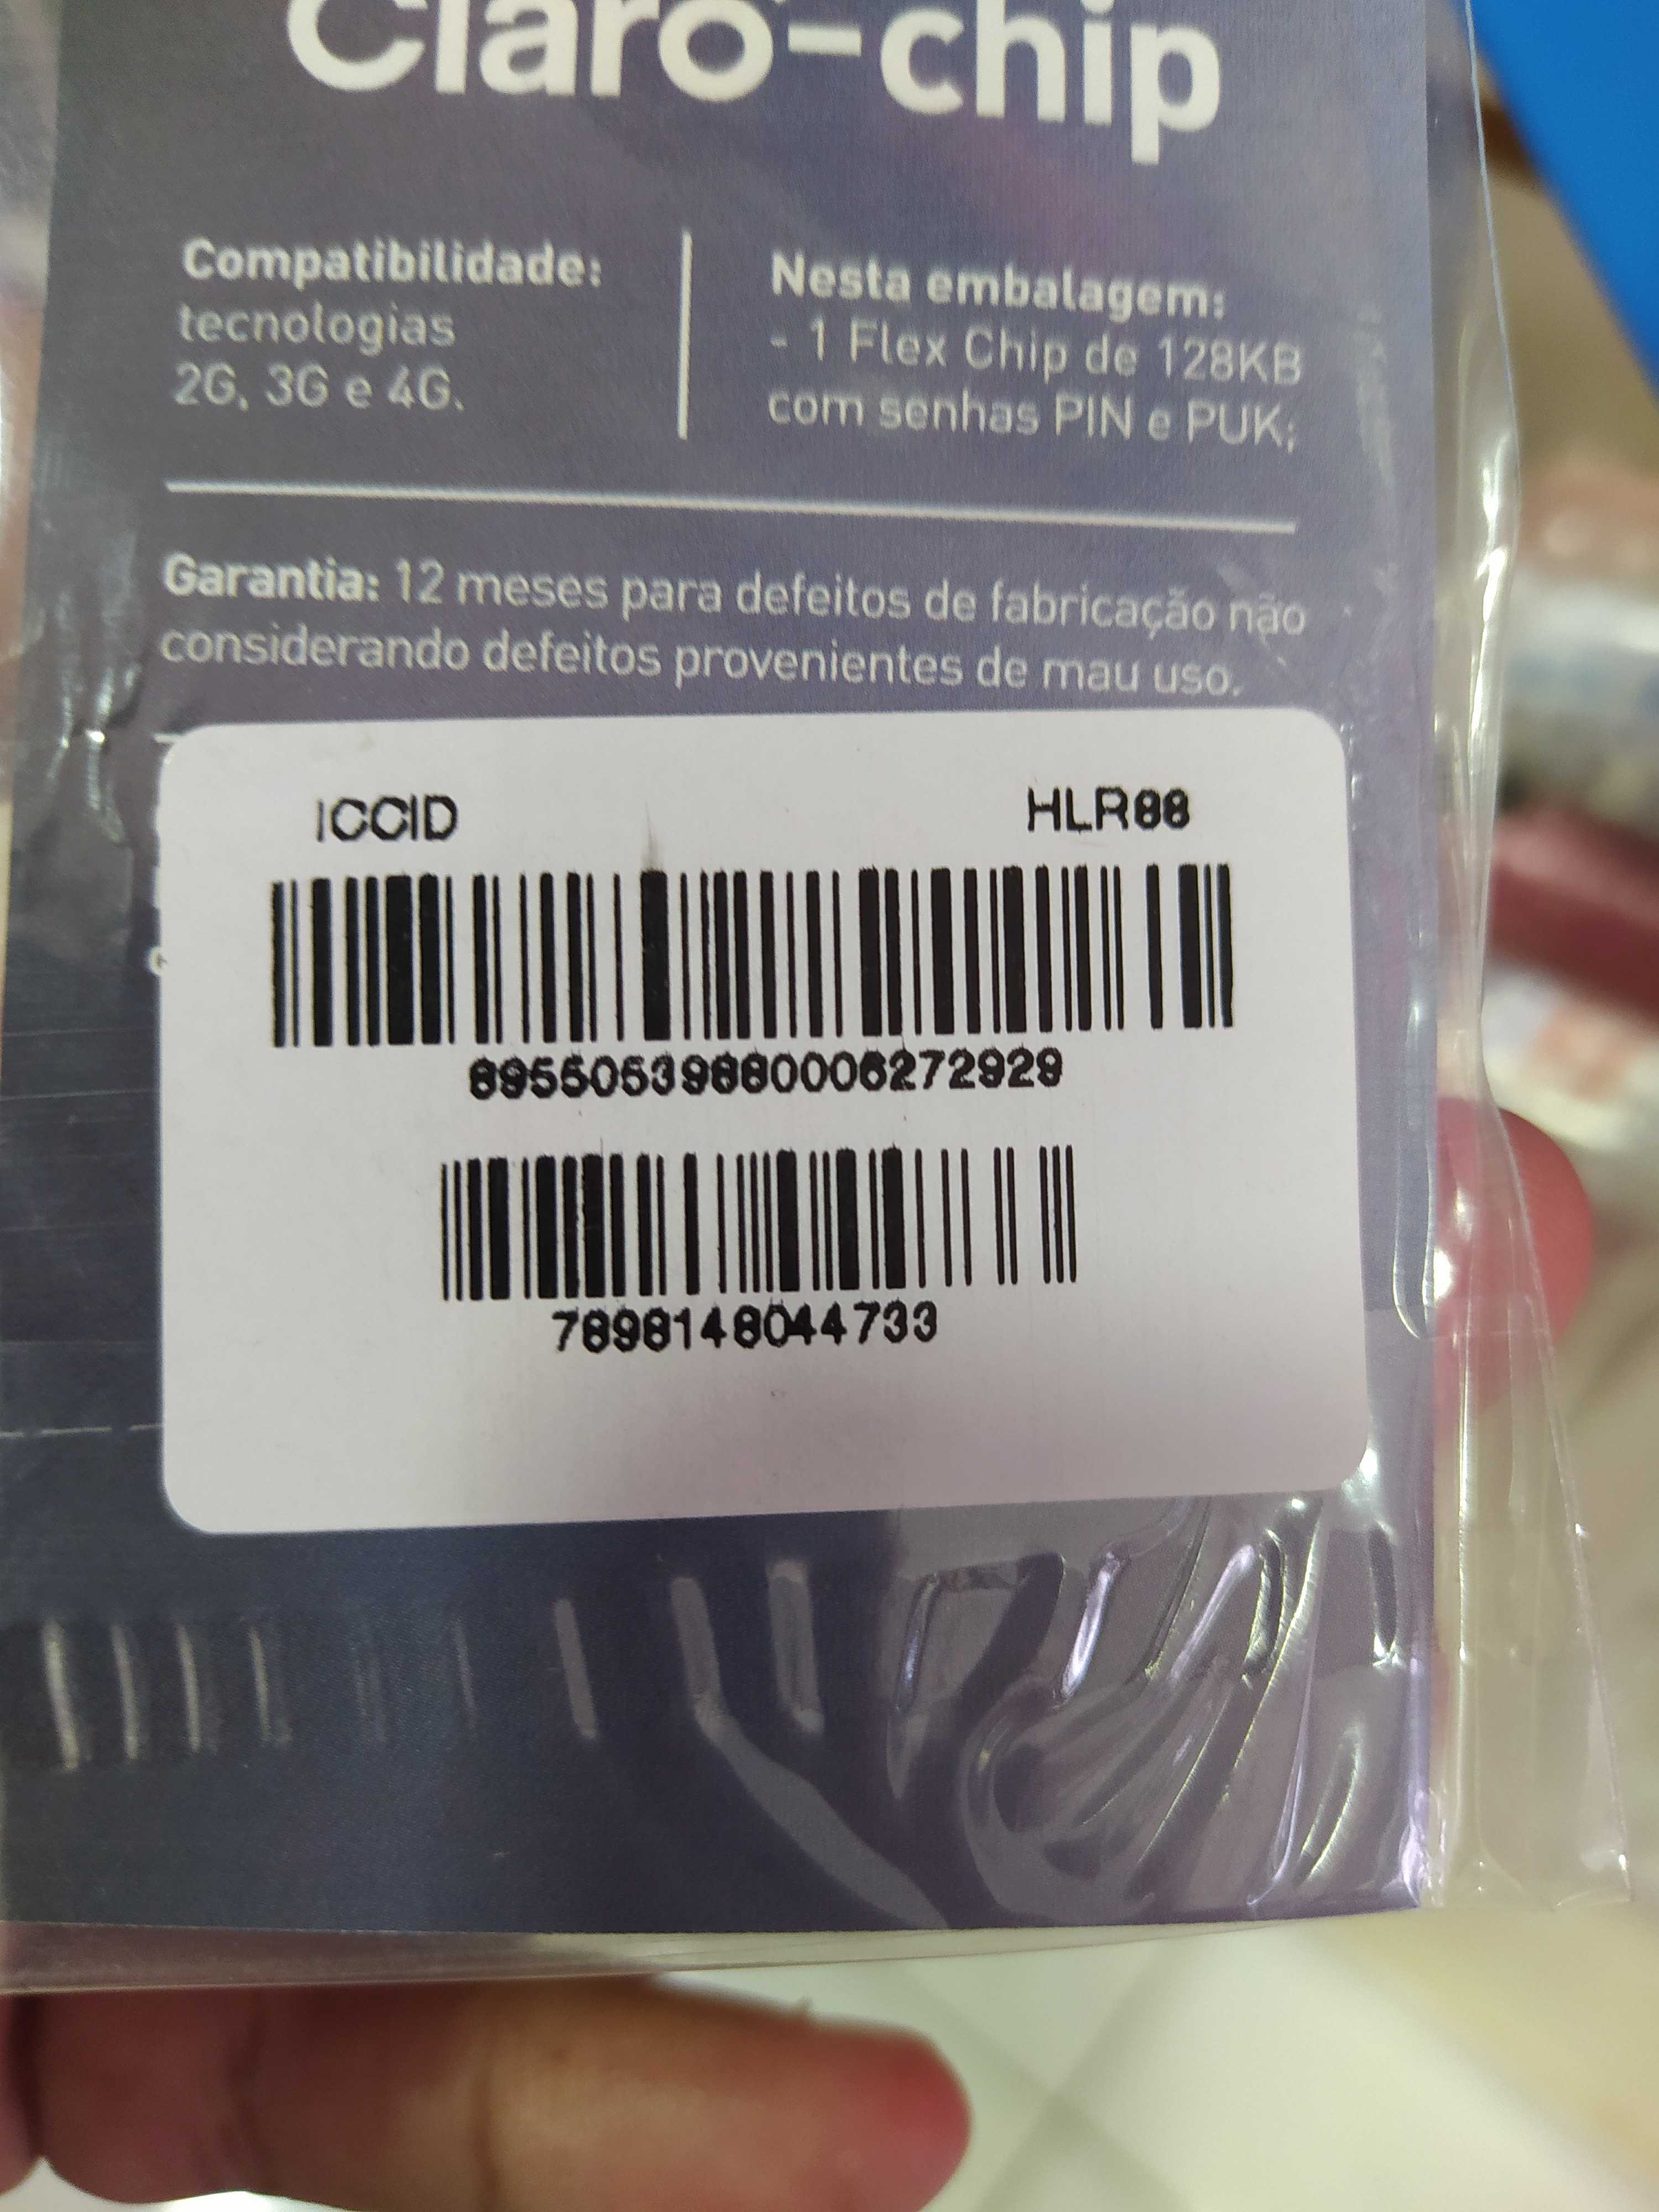 Claro-chip
Compatibilidade:
tecnologias
2G, 3G e 4G.
Nesta embalagem:
- 1 Flex Chip de 128KB
com senhas PIN e PUK;
Garantia: 12 meses para defeitos de fabricação não
considerando defeitos provenientes de mau uso.
ICCID
HLR88
89550539880006272929
7898148044733